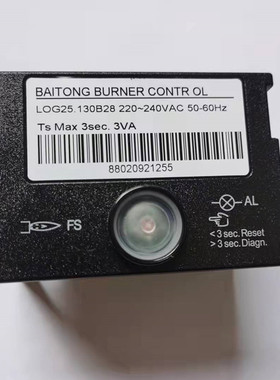 BAITONG BURNER CONTR OL
LOG25.130B28 220~240VAC 50-60Hz
Ts Max 3sec. 3VA
88020921255
FS
AL
<3 sec. Reset
>3 sec. Diagn.